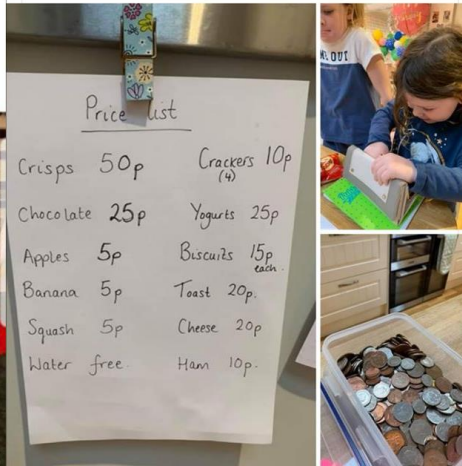 Price List
Crisps 50p
Chocolate 25p
Apples 5p
Banana 5p
Squash 5p
Water free.
Crackers 10p
(4)
Yogurts 25p
Biscuits 15p
each.
Toast 20p.
Cheese 20p
Ham 10p.
OUT